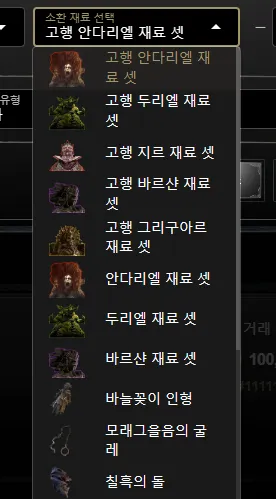 소환 재료 선택
고행 안다리엘 재료 셋
고행 안다리엘 재
료 셋
고행 두리엘 재료
셋
고행 지르 재료 셋
고행 바르샨 재료
셋
유형
고행 그리구아르
재료 셋
안다리엘 재료 셋
두리엘 재료 셋
거래
바르샨 재료 셋
100,
#11111
바늘꽂이 인형
모래그을음의 굴
레
칠흑의 돌